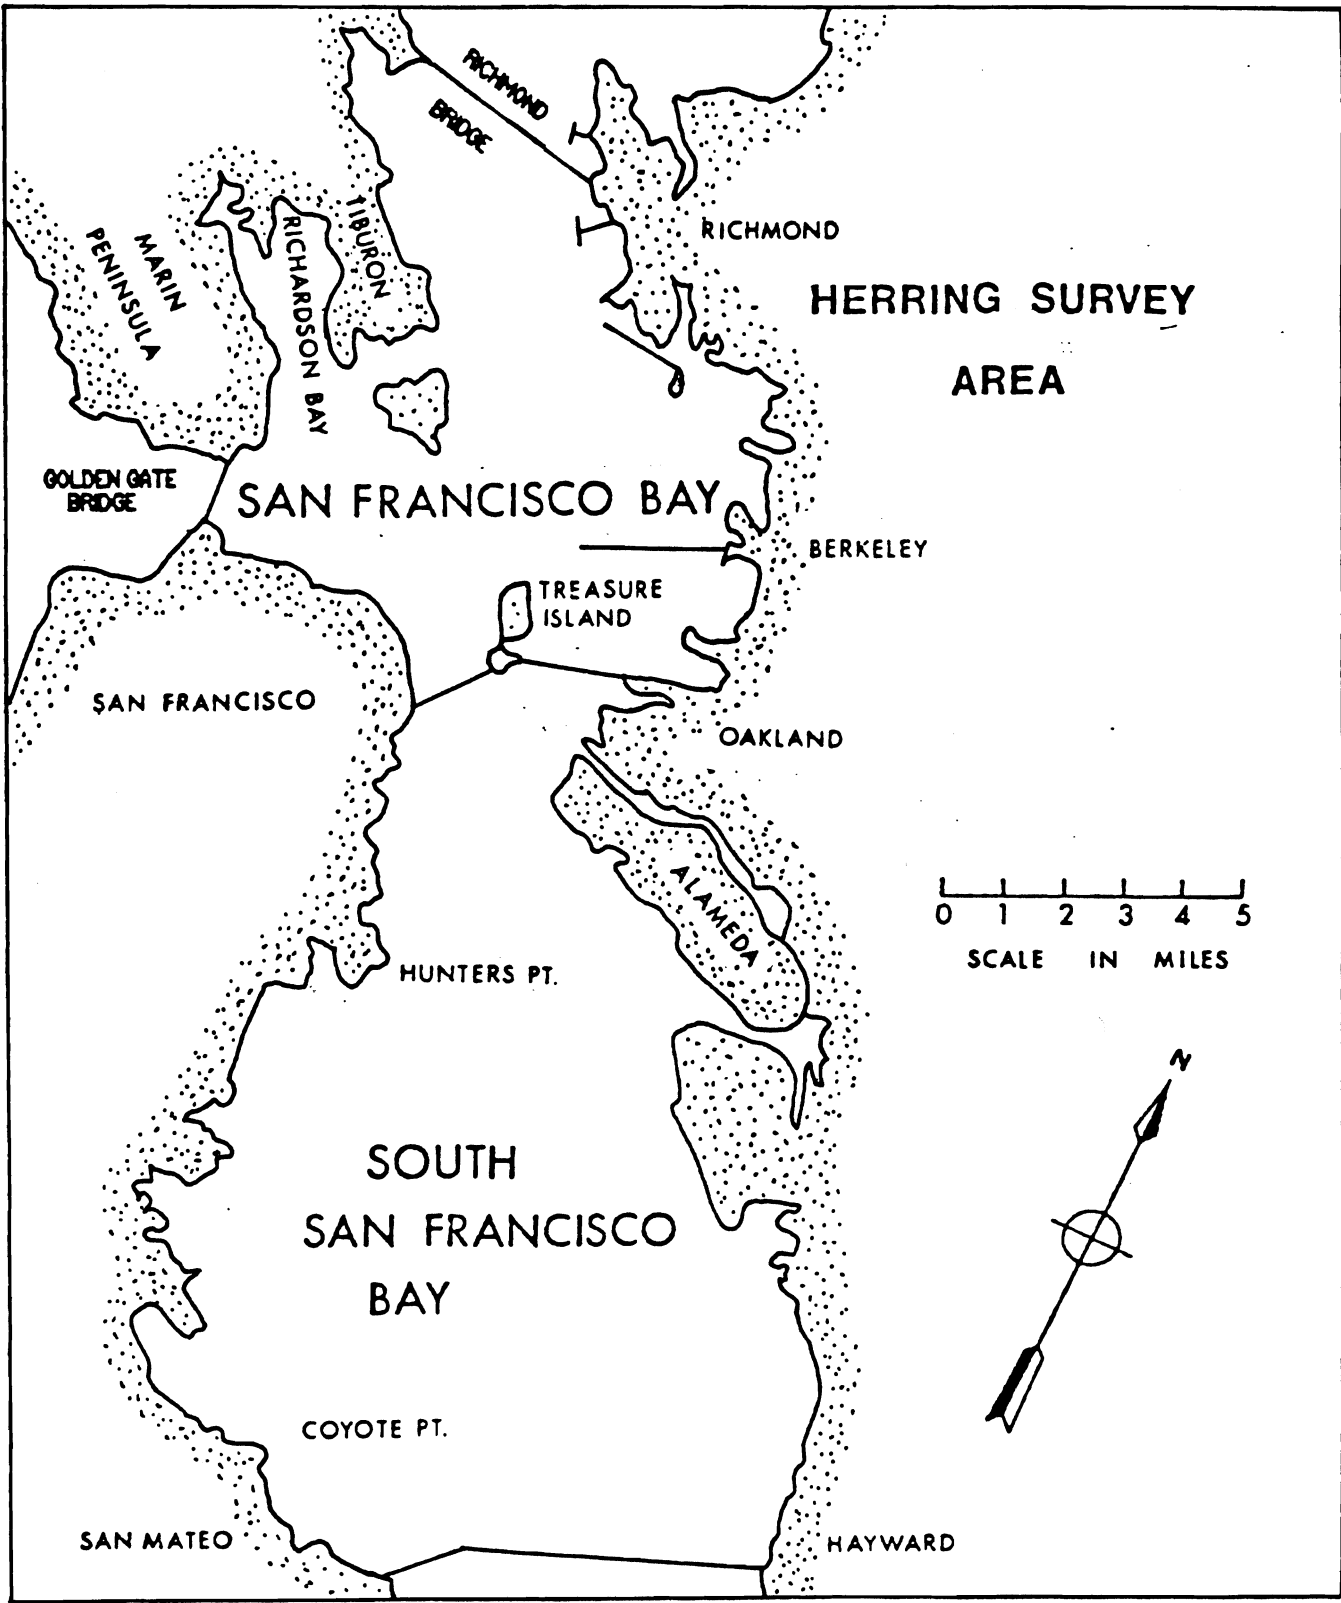 RICHMOND
BRIDGE
RICHMOND
MARIN
PENINSULA
RICHARDSON BAY
TIBURON
HERRING SURVEY
AREA
GOLDEN GATE
BRIDGE
SAN FRANCISCO BAY
BERKELEY
TREASURE
ISLAND
SAN FRANCISCO
OAKLAND
ALAMEDA
0 1 2 3 4 5
SCALE IN MILES
HUNTERS PT.
N
SOUTH
SAN FRANCISCO
BAY
COYOTE PT.
SAN MATEO
HAYWARD